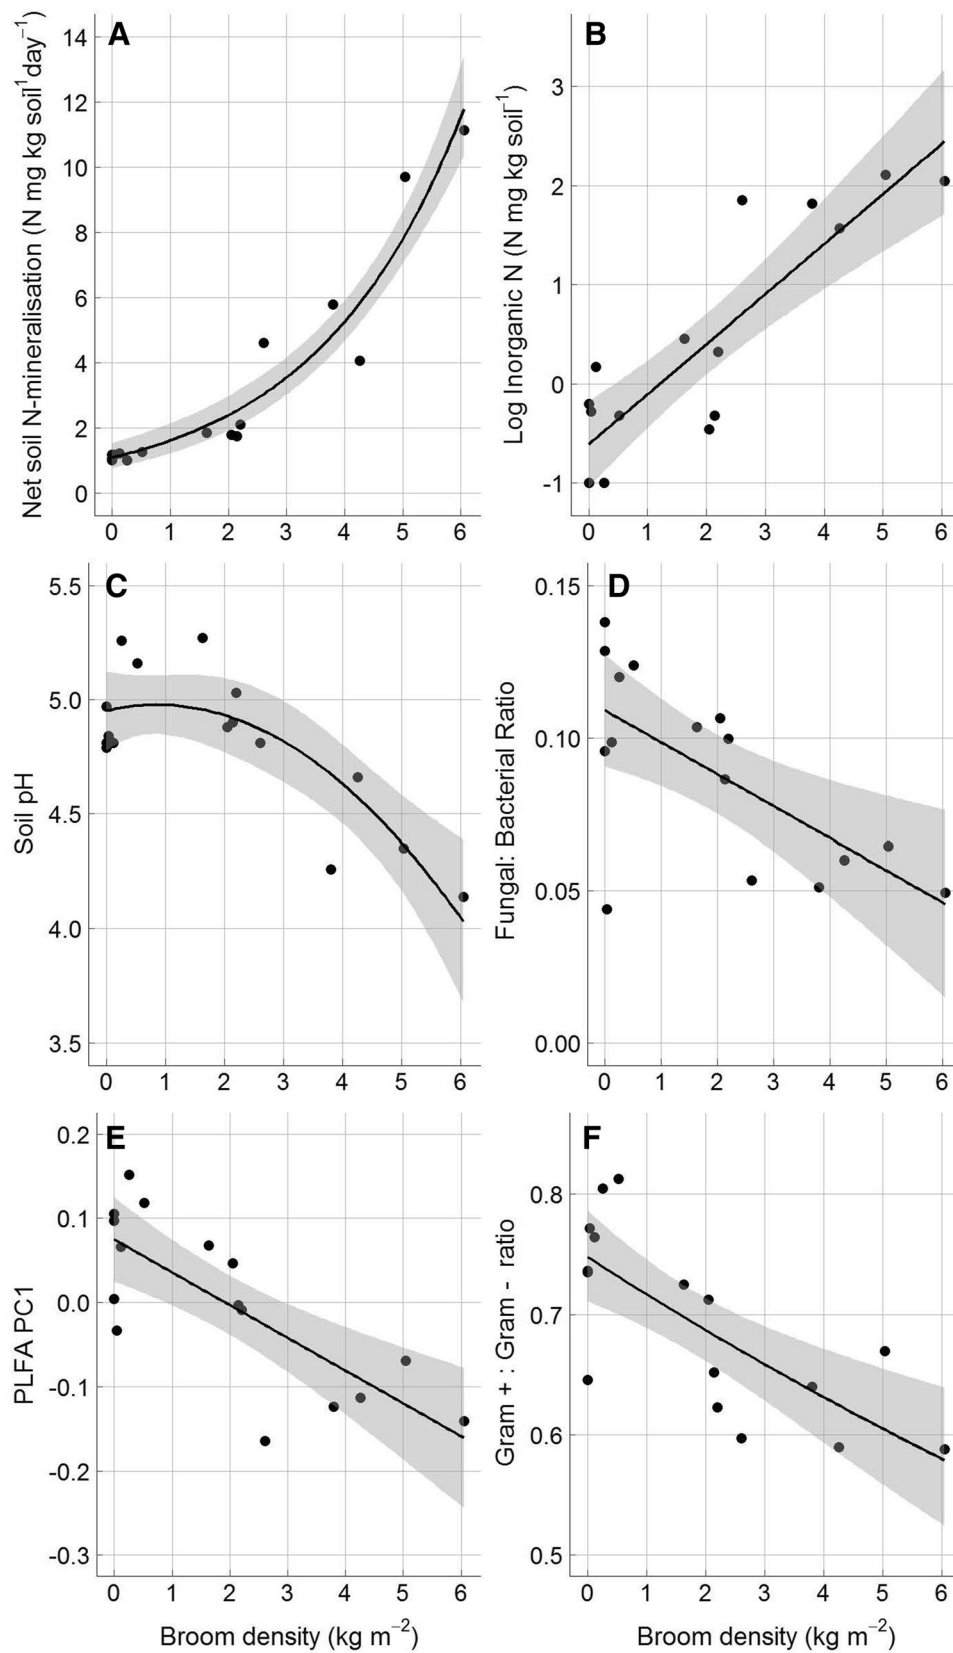 A
Net soil N-mineralisation (N mg kg soil¹day⁻¹)
14
12
10
8
6
4
2
0
0 1 2 3 4 5 6
B
Log Inorganic N (N mg kg soil⁻¹)
3
2
1
0
-1
0 1 2 3 4 5 6
C
Soil pH
5.5
5.0
4.5
4.0
3.5
0 1 2 3 4 5 6
D
Fungal: Bacterial Ratio
0.15
0.10
0.05
0.00
0 1 2 3 4 5 6
E
PLFA PC1
0.2
0.1
0.0
-0.1
-0.2
-0.3
0 1 2 3 4 5 6
Broom density (kg m⁻²)
F
Gram + : Gram - ratio
0.8
0.7
0.6
0.5
0 1 2 3 4 5 6
Broom density (kg m⁻²)